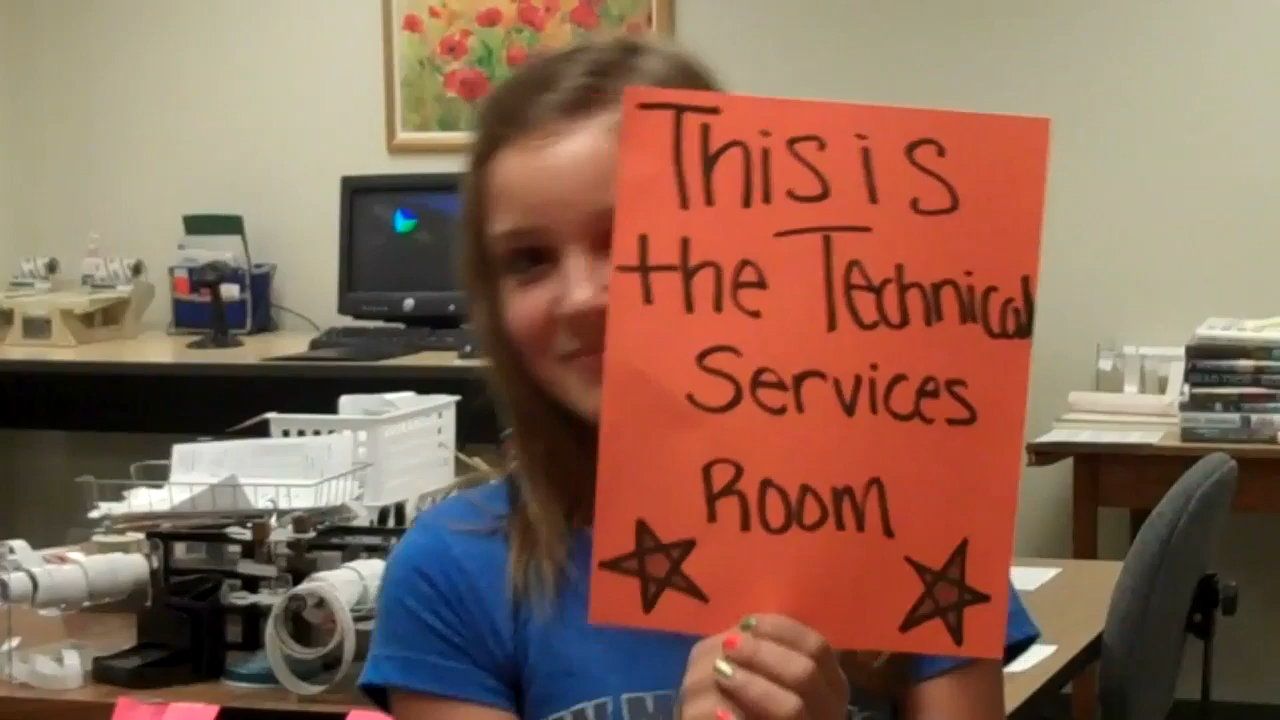 This is
the Technical
Services
Room